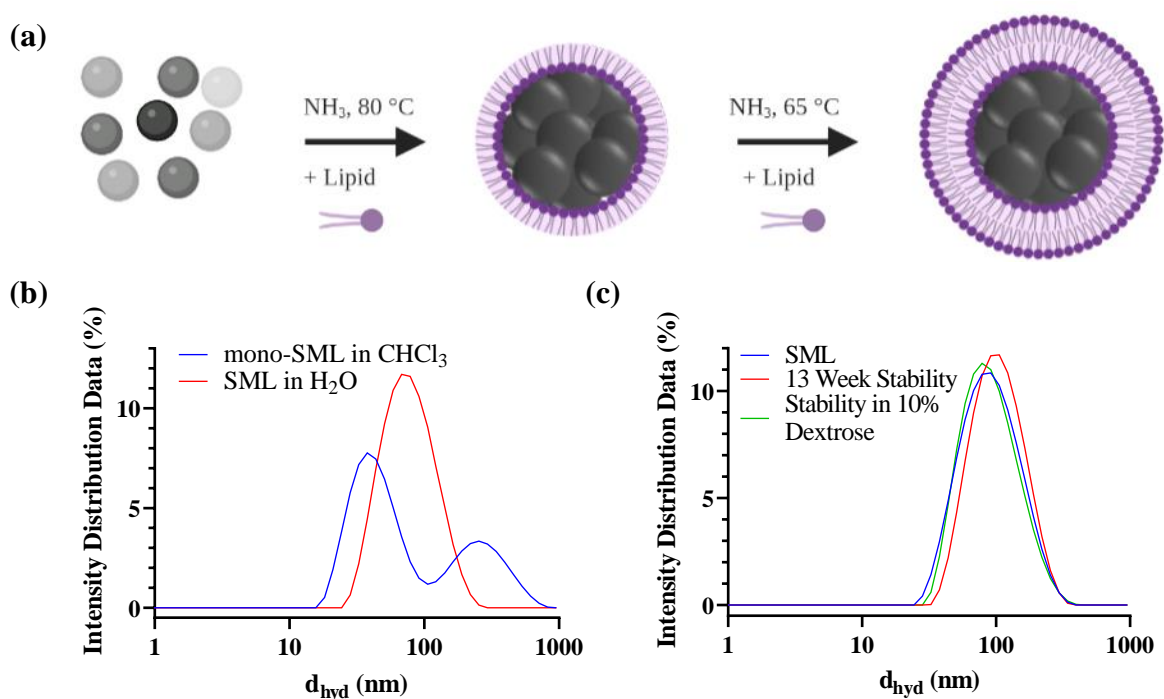 (a)
NH₃, 80 °C
+ Lipid
NH₃, 65 °C
+ Lipid
(b)
Intensity Distribution Data (%)
mono-SML in CHCl₃
SML in H₂O
10
5
0
1
10
100
1000
d_hyd (nm)
(c)
Intensity Distribution Data (%)
SML
13 Week Stability
Stability in 10%
Dextrose
10
5
0
1
10
100
1000
d_hyd (nm)